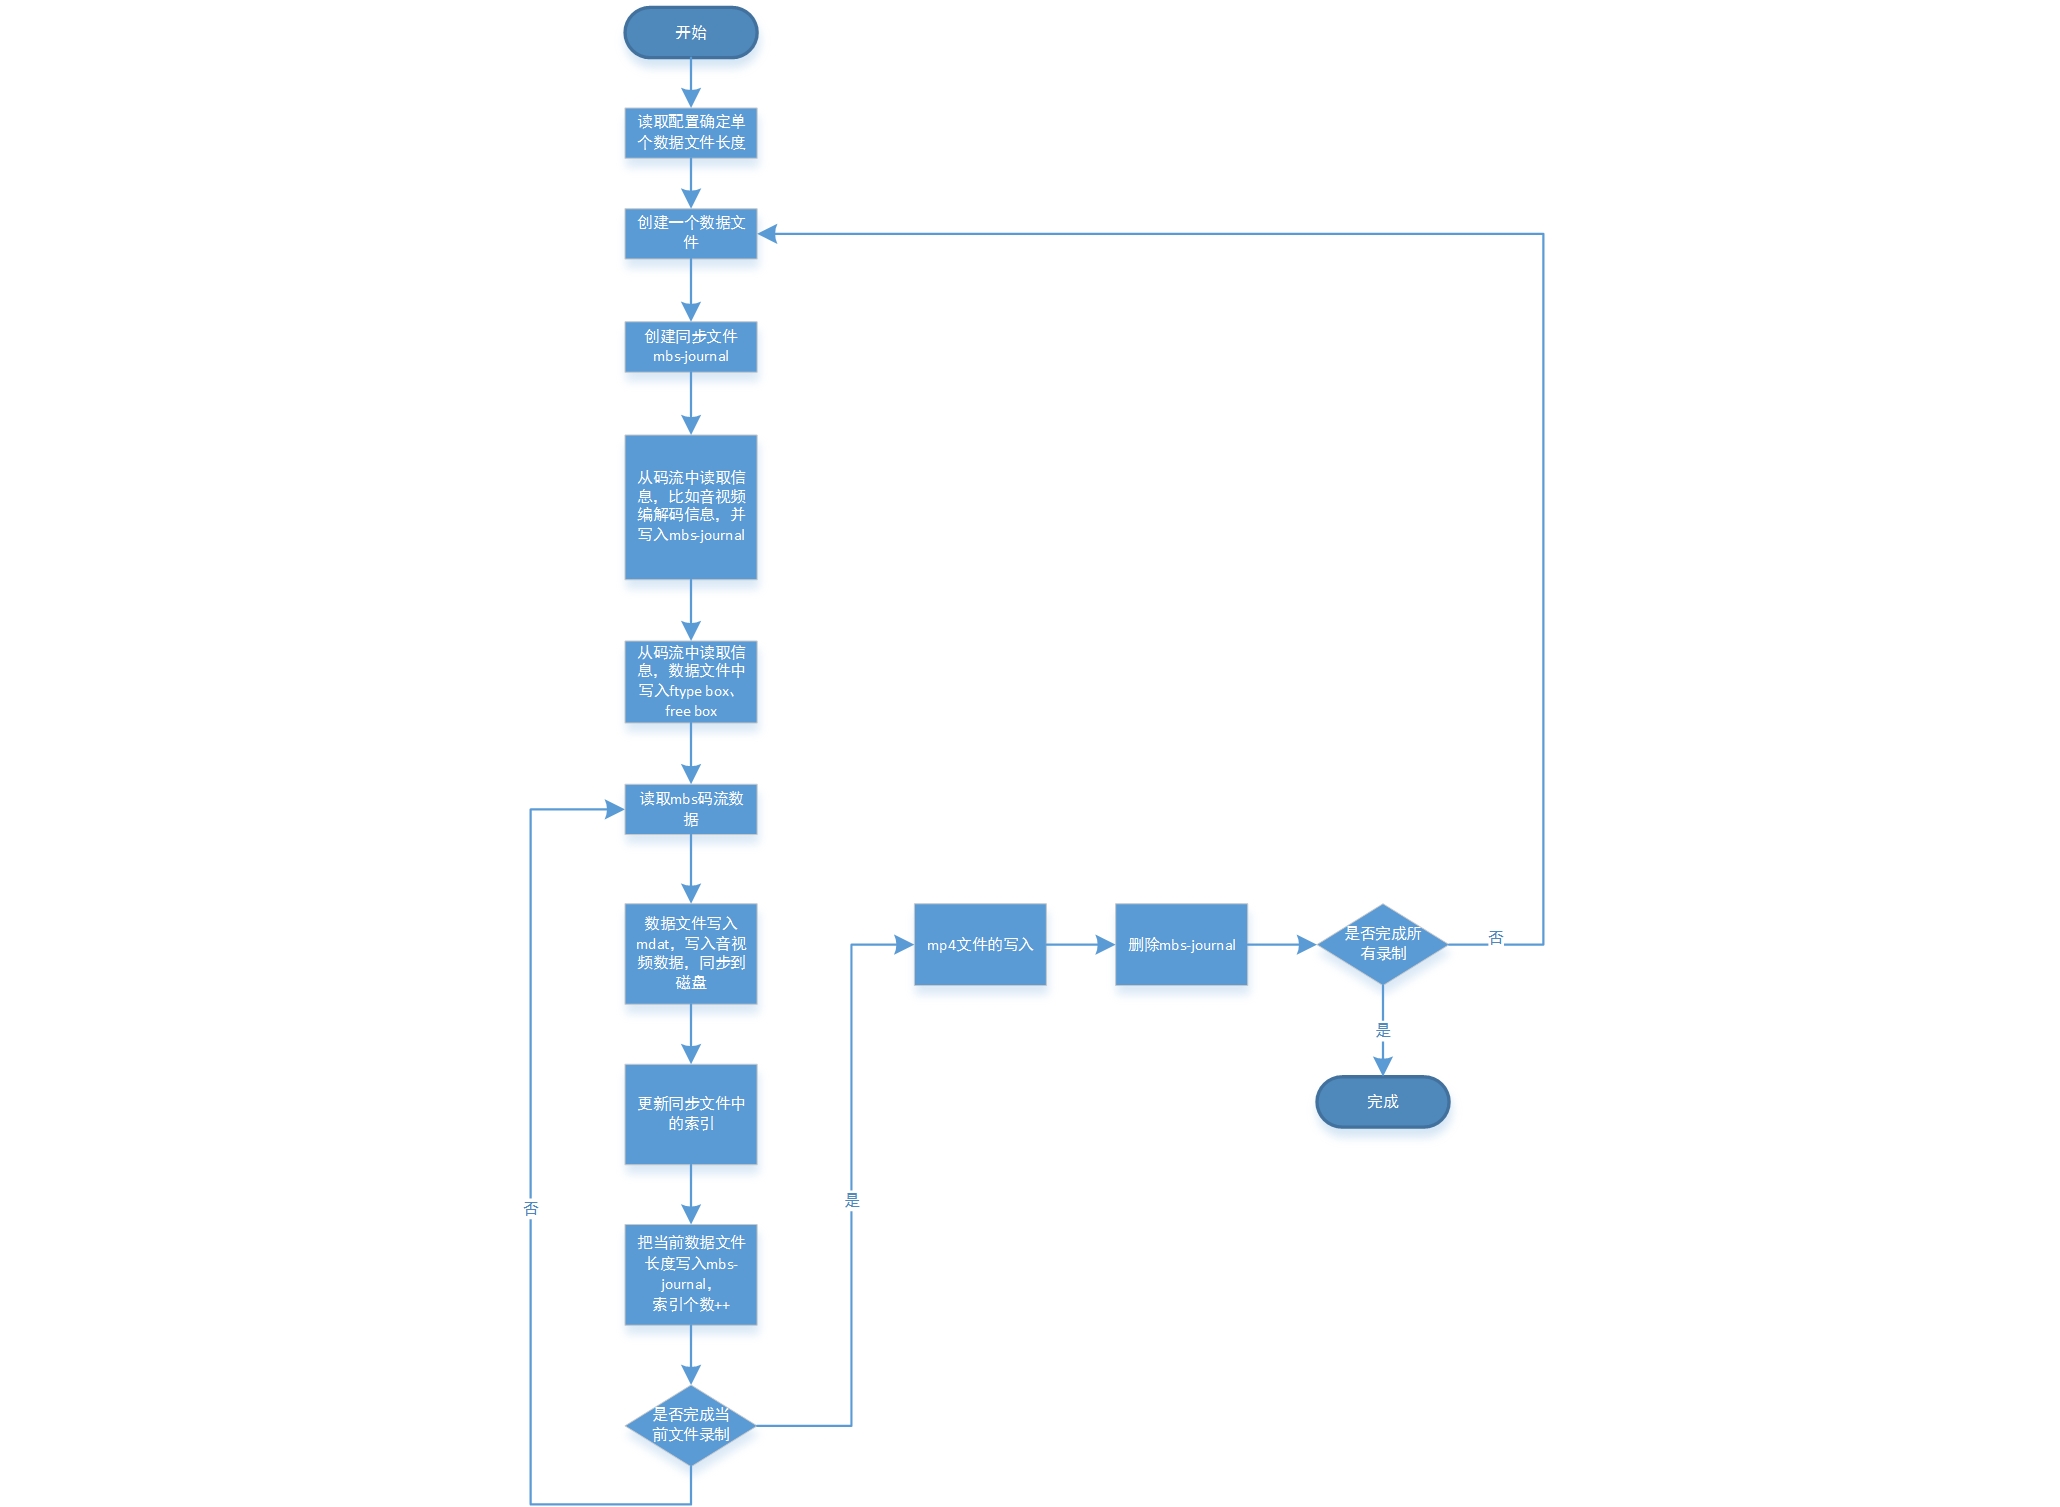 开始
读取配置确定单
个数据文件长度
创建一个数据文
件
创建同步文件
mbs-journal
从码流中读取信
息，比如音视频
编解码信息，并
写入mbs-journal
从码流中读取信
息，数据文件中
写入ftype box、
free box
读取mbs码流数
据
数据文件写入
mdat，写入音视
频数据，同步到
磁盘
更新同步文件中
的索引
把当前数据文件
长度写入mbs-
journal，
索引个数++
是否完成当
前文件录制
否
是
mp4文件的写入
删除mbs-journal
是否完成所
有录制
否
是
完成